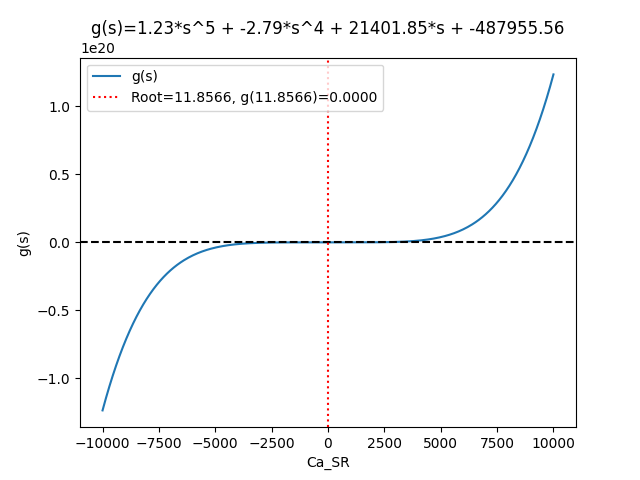 g(s)=1.23*s^5 + -2.79*s^4 + 21401.85*s + -487955.56
1e20
g(s)
Root=11.8566, g(11.8566)=0.0000
1.0
0.5
0.0
−0.5
−1.0
g(s)
−10000 −7500 −5000 −2500 0 2500 5000 7500 10000
Ca_SR